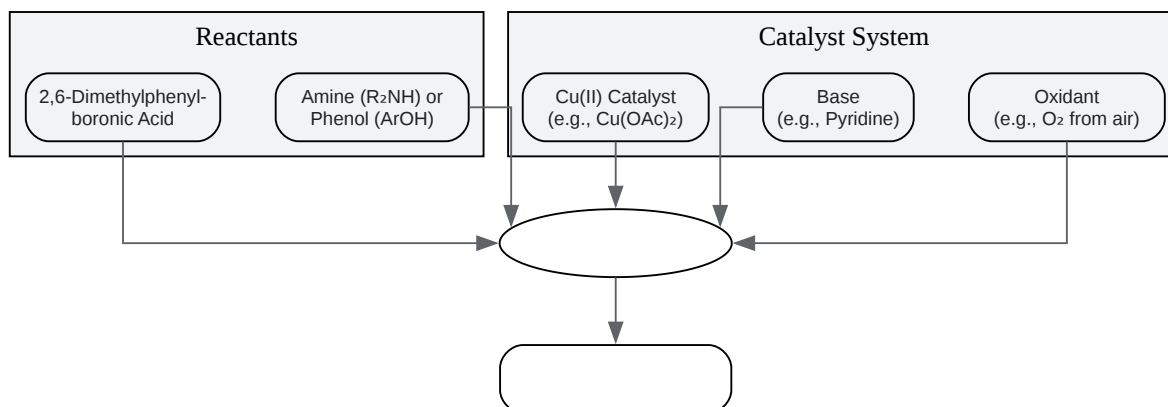 Reactants
Catalyst System
2,6-Dimethylphenyl-
boronic Acid
Amine (R₂NH) or
Phenol (ArOH)
Cu(II) Catalyst
(e.g., Cu(OAc)₂)
Base
(e.g., Pyridine)
Oxidant
(e.g., O₂ from air)